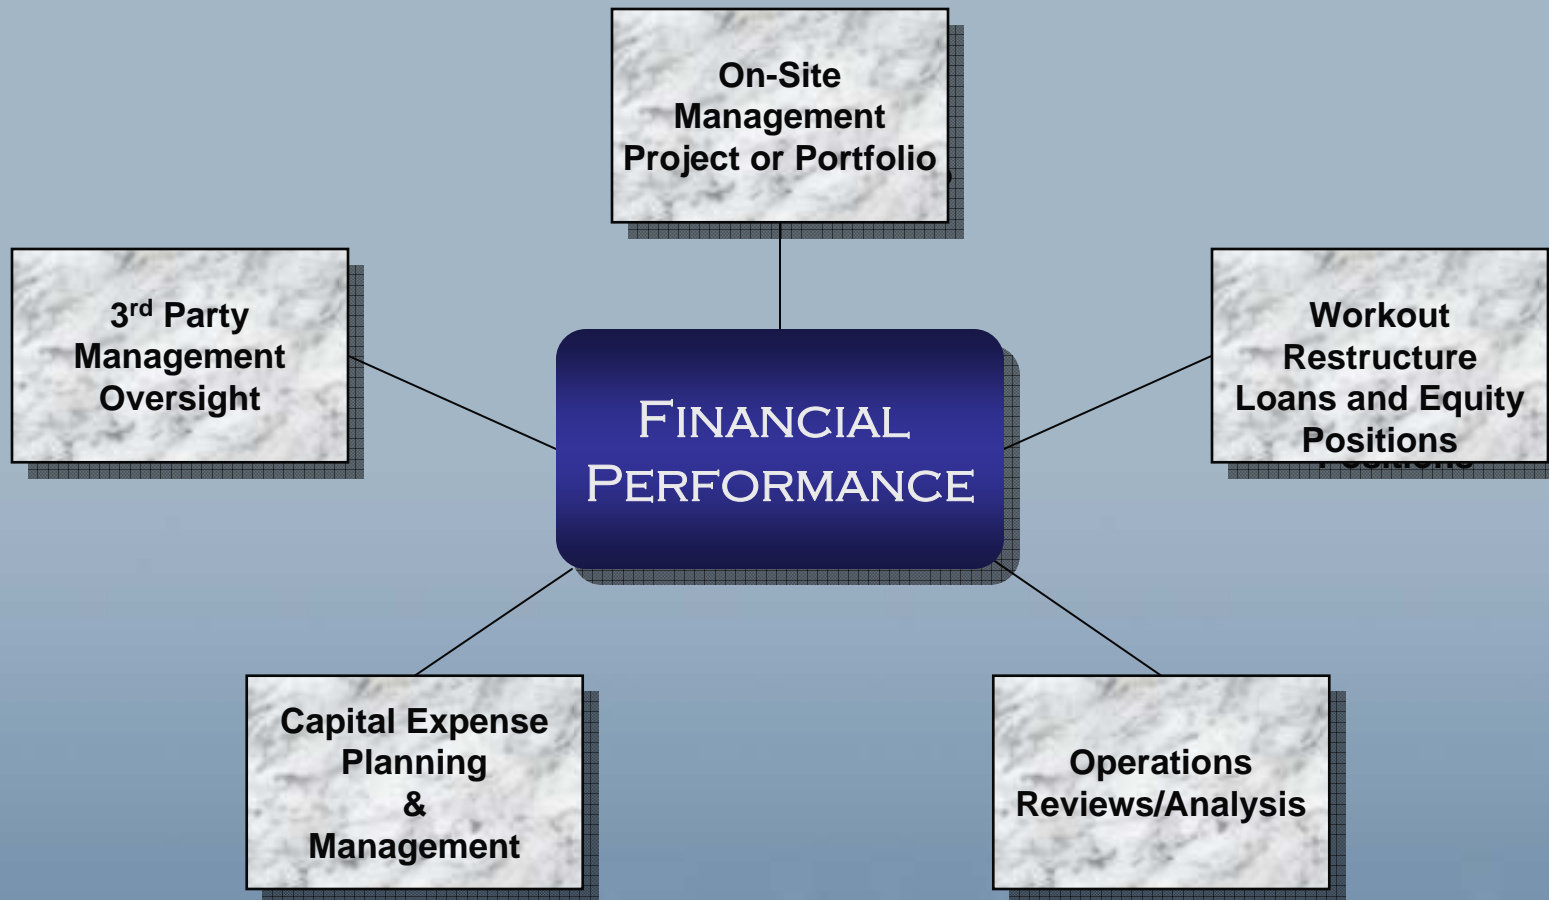 On-Site
Management
Project or Portfolio
3rd Party
Management
Oversight
Workout
Restructure
Loans and Equity
Positions
FINANCIAL
PERFORMANCE
Capital Expense
Planning
&
Management
Operations
Reviews/Analysis